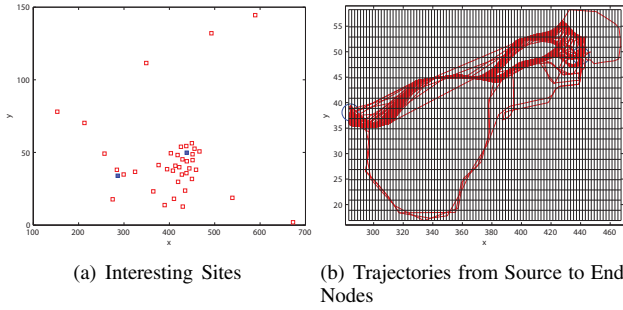 150
100
50
0
y
100 200 300 400 500 600 700
x
55
50
45
40
35
30
25
20
y
300 320 340 360 380 400 420 440 460
x
(a) Interesting Sites
(b) Trajectories from Source to End
Nodes